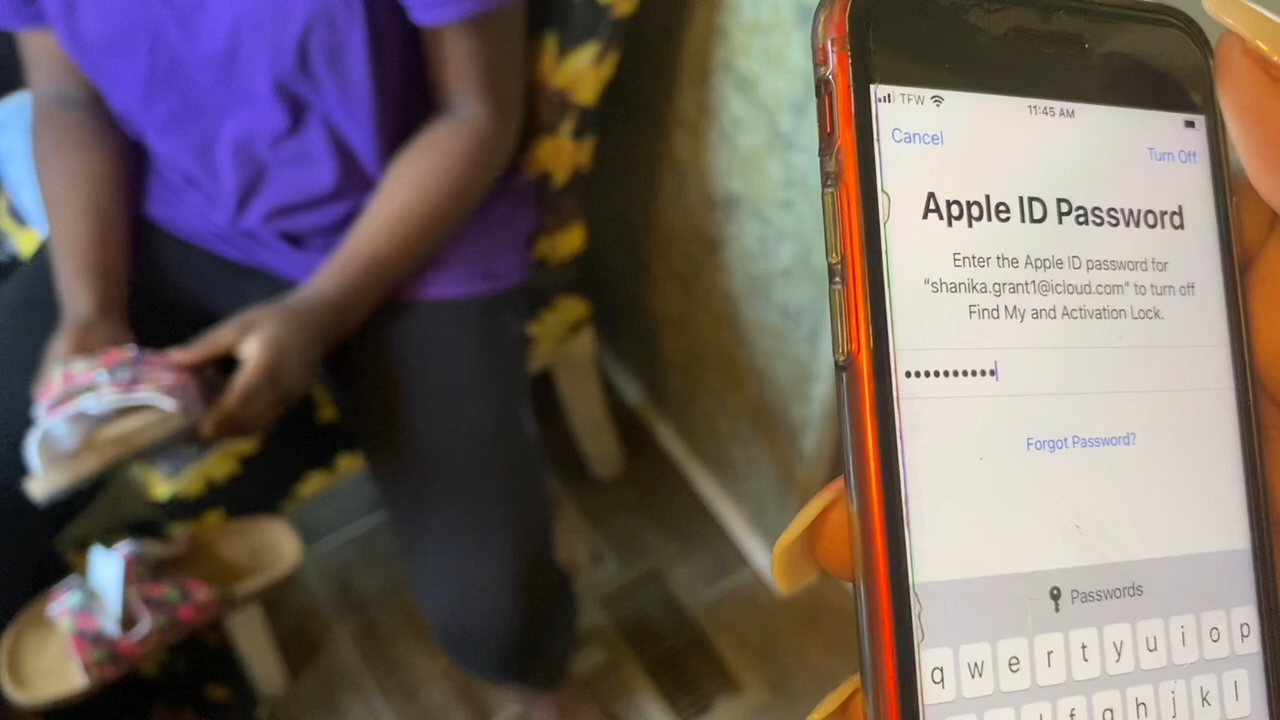 TFW
11:45 AM
Cancel
Turn Off
Apple ID Password
Enter the Apple ID password for
"shanika.grant1@icloud.com" to turn off
Find My and Activation Lock.
••••••••••
Forgot Password?
Passwords
q w e r t y u i o p
f g h j k l